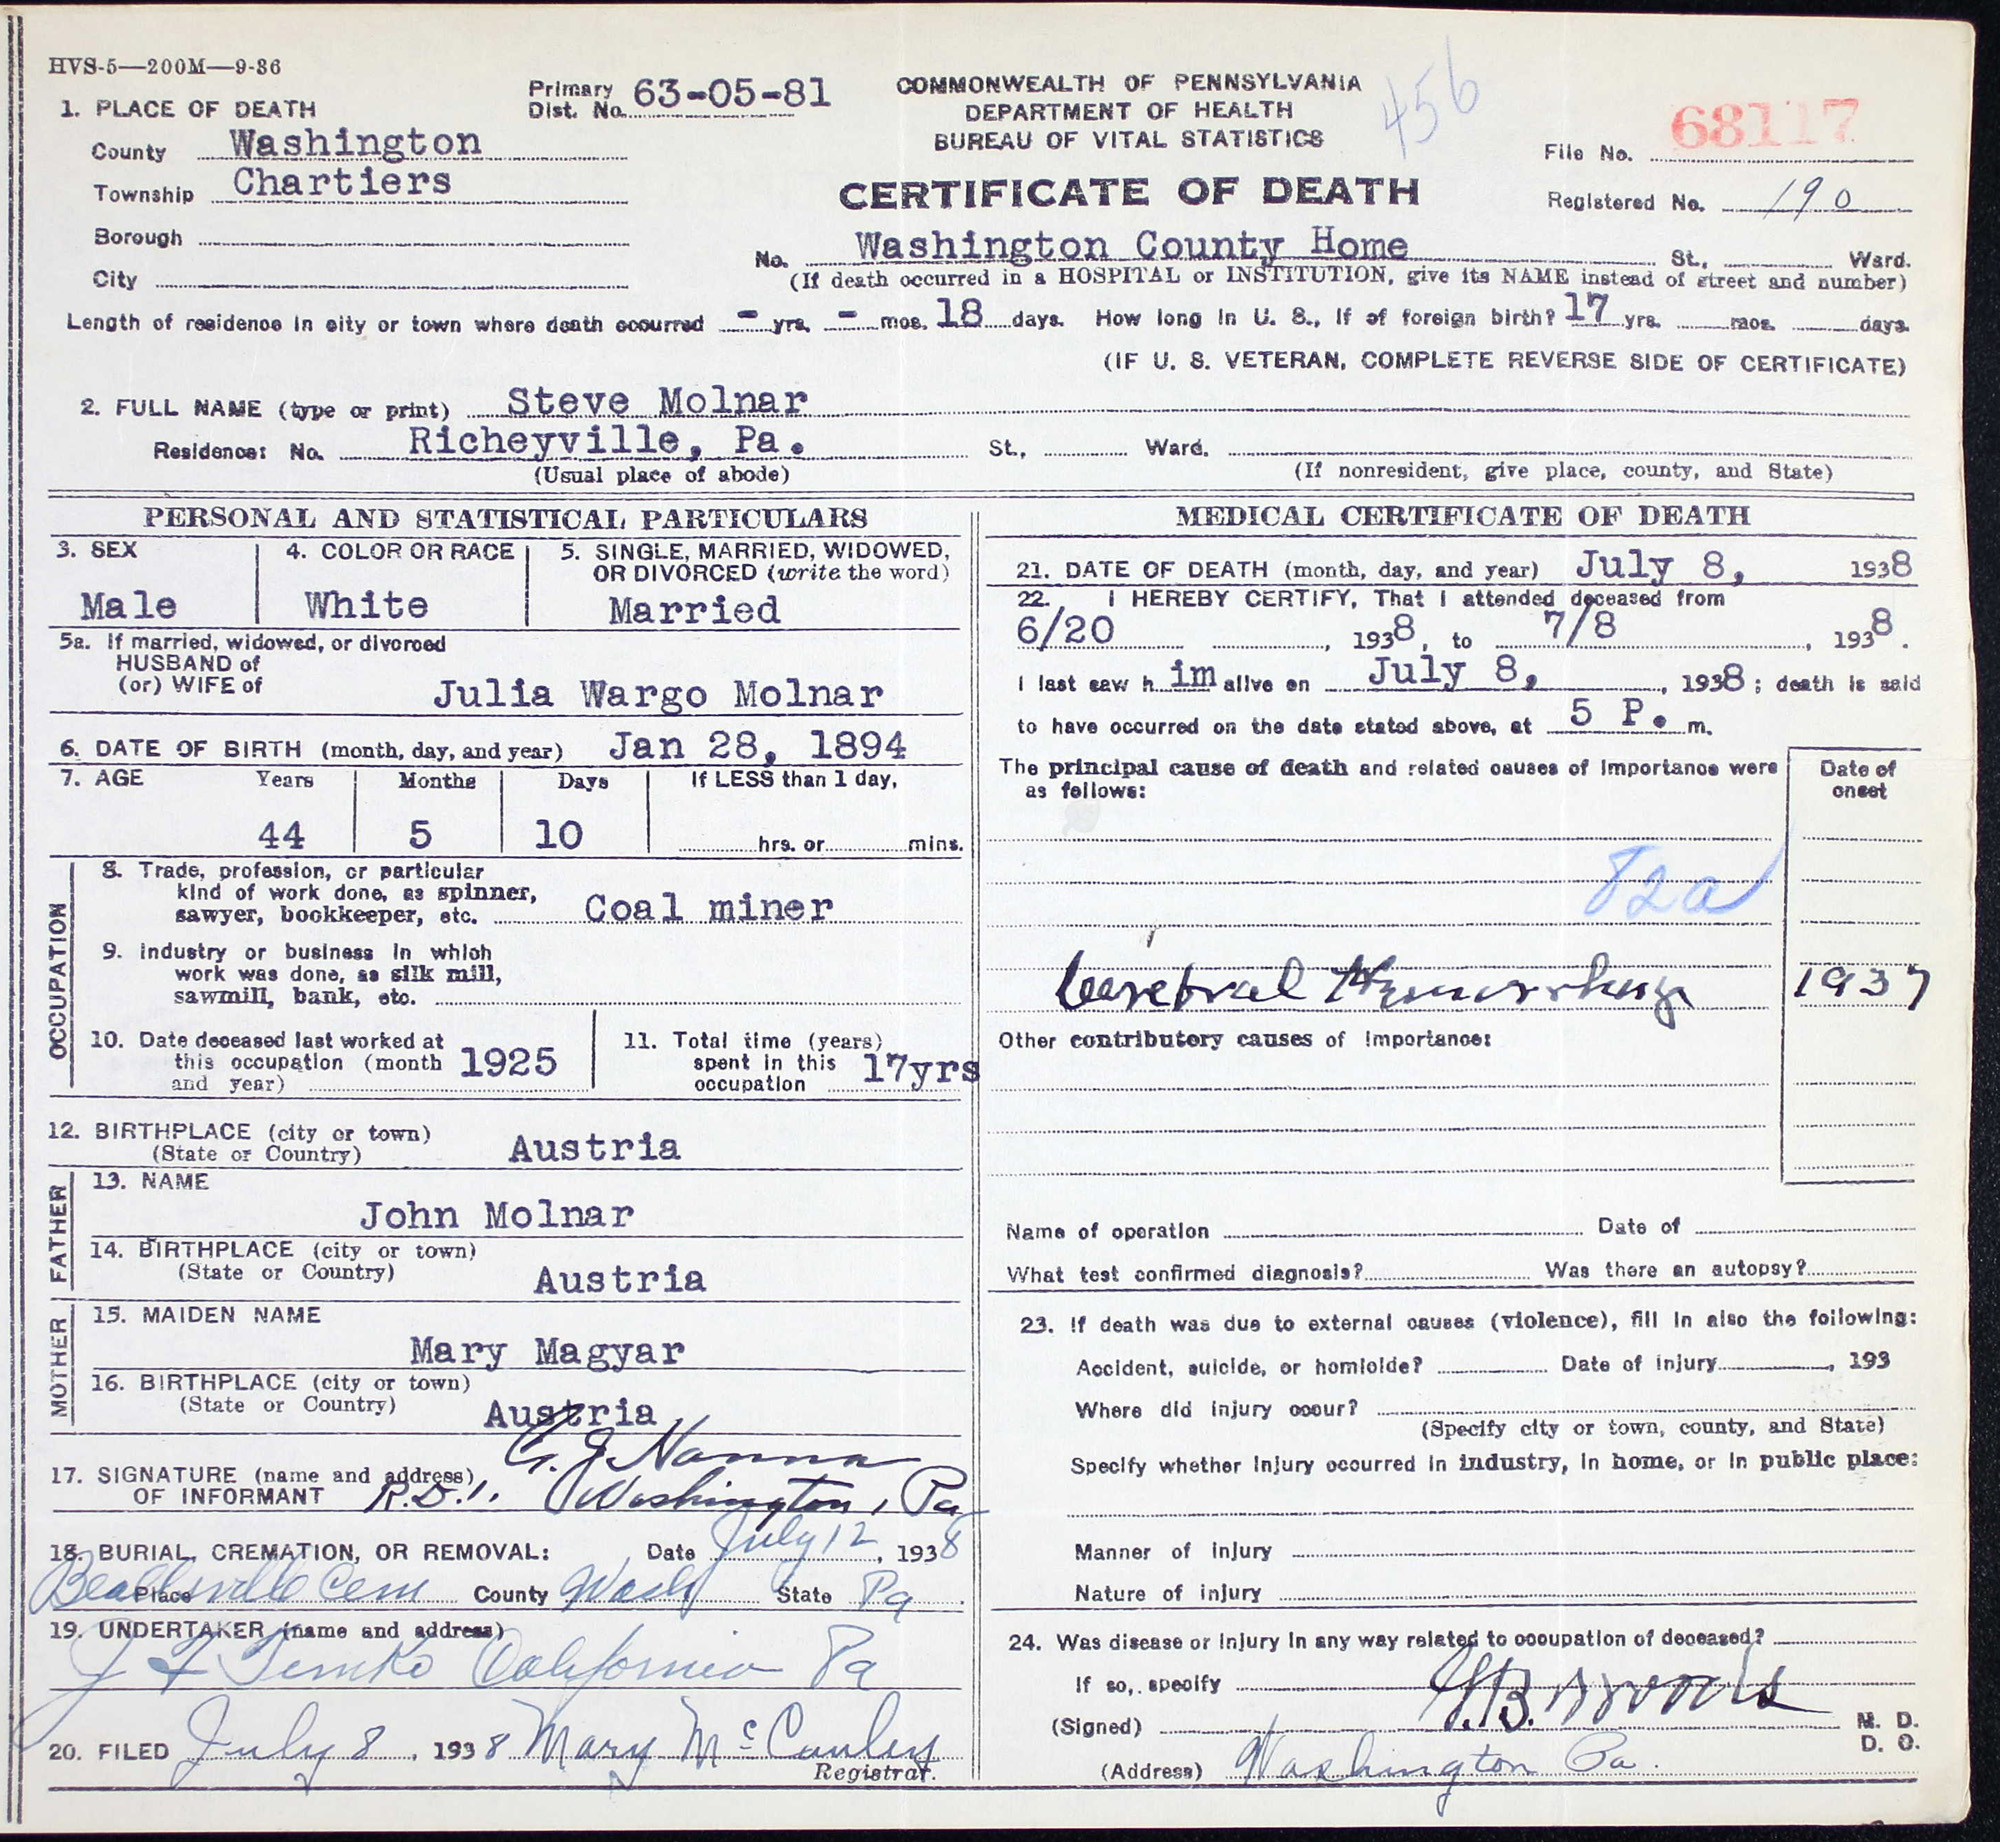 HVS-5—200M—9-36
1. PLACE OF DEATH
County Washington
Township Chartiers
Borough
City
Primary Dist. No. 63-05-81
COMMONWEALTH OF PENNSYLVANIA
DEPARTMENT OF HEALTH
BUREAU OF VITAL STATISTICS
456
CERTIFICATE OF DEATH
File No. 68117
Registered No. 190
No. Washington County Home St., Ward.
(If death occurred in a HOSPITAL or INSTITUTION, give its NAME instead of street and number)
Length of residence in city or town where death occurred - yrs. - mos. 18 days. How long in U. S., if of foreign birth? 17 yrs. mos. days.
(IF U. S. VETERAN, COMPLETE REVERSE SIDE OF CERTIFICATE)
2. FULL NAME (type or print) Steve Molnar
Residence: No. Richeyville, Pa. St., Ward.
(Usual place of abode) (If nonresident, give place, county, and State)
PERSONAL AND STATISTICAL PARTICULARS
3. SEX
Male
4. COLOR OR RACE
White
5. SINGLE, MARRIED, WIDOWED,
OR DIVORCED (write the word)
Married
5a. If married, widowed, or divorced
HUSBAND of
(or) WIFE of Julia Wargo Molnar
6. DATE OF BIRTH (month, day, and year) Jan 28, 1894
7. AGE Years Months Days If LESS than 1 day,
44 5 10 hrs. or mins.
OCCUPATION
8. Trade, profession, or particular
kind of work done, as spinner,
sawyer, bookkeeper, etc. Coal miner
9. Industry or business in which
work was done, as silk mill,
sawmill, bank, etc.
10. Date deceased last worked at
this occupation (month
and year) 1925
11. Total time (years)
spent in this
occupation 17yrs
12. BIRTHPLACE (city or town)
(State or Country) Austria
FATHER
13. NAME
John Molnar
14. BIRTHPLACE (city or town)
(State or Country) Austria
MOTHER
15. MAIDEN NAME
Mary Magyar
16. BIRTHPLACE (city or town)
(State or Country) Austria
17. SIGNATURE (name and address)
OF INFORMANT
J. Hanna
R.D.1. Washington, Pa
18. BURIAL, CREMATION, OR REMOVAL: Date July 12, 1938
Place Beallsville Cem County Wash State Pa
19. UNDERTAKER (name and address)
California Pa
20. FILED July 8, 1938 Mary McCauley
Registrar.
MEDICAL CERTIFICATE OF DEATH
21. DATE OF DEATH (month, day, and year) July 8, 1938
22. I HEREBY CERTIFY, That I attended deceased from
6/20, 1938, to 7/8, 1938.
I last saw him alive on July 8, 1938; death is said
to have occurred on the date stated above, at 5 P. m.
The principal cause of death and related causes of importance were
as follows:
Date of
onset
82a
Cerebral Hemorrhage 1937
Other contributory causes of importance:
Name of operation Date of
What test confirmed diagnosis? Was there an autopsy?
23. If death was due to external causes (violence), fill in also the following:
Accident, suicide, or homicide? Date of injury , 193
Where did injury occur?
(Specify city or town, county, and State)
Specify whether injury occurred in industry, in home, or in public place:
Manner of injury
Nature of injury
24. Was disease or injury in any way related to occupation of deceased?
If so, specify
(Signed) M. D.
D. O.
(Address) Washington Pa.